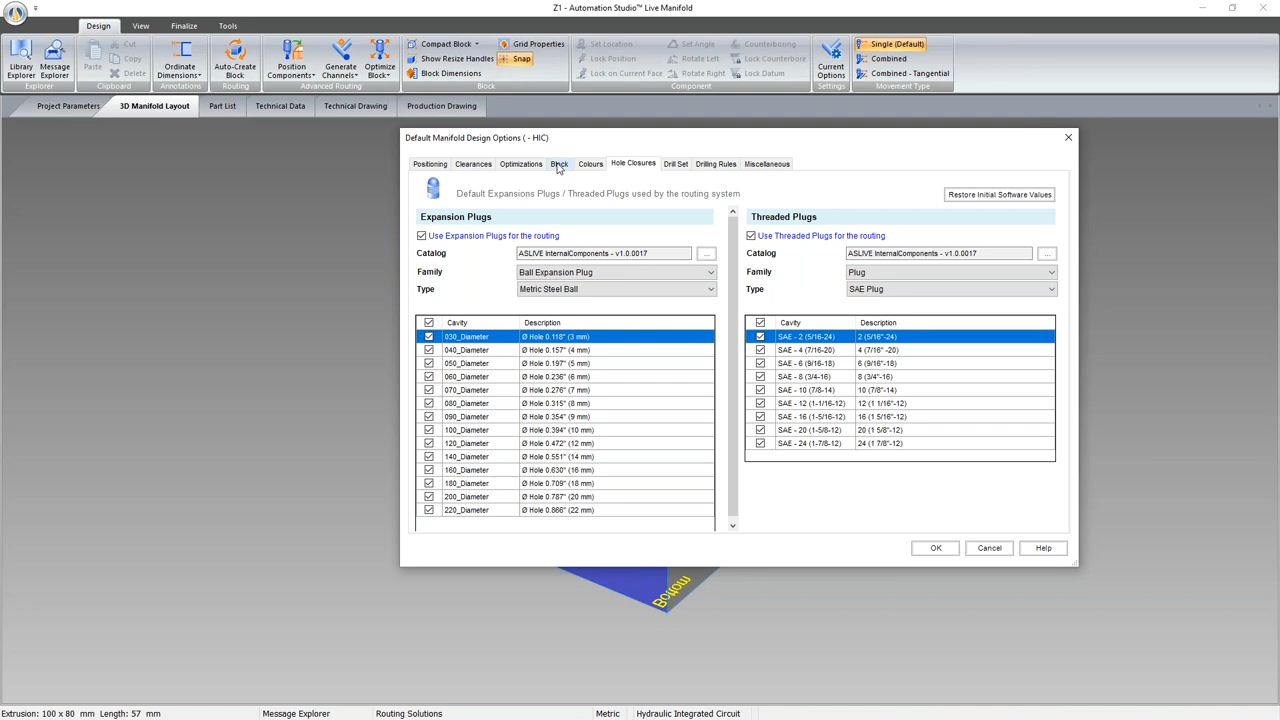 Z1 - Automation Studio™ Live Manifold
Design View Finalize Tools
Library Explorer
Message Explorer
Explorer
Paste
Cut
Copy
Delete
Clipboard
Ordinate Dimensions
Annotations
Auto-Create Block
Routing
Position Components
Generate Channels
Optimize Block
Advanced Routing
Compact Block
Show Resize Handles
Block Dimensions
Grid Properties
Snap
Block
Set Location
Lock Position
Lock on Current Face
Set Angle
Rotate Left
Rotate Right
Counterboring
Lock Counterbore
Lock Datum
Component
Current Options
Settings
Single (Default)
Combined
Combined - Tangential
Movement Type
Project Parameters 3D Manifold Layout Part List Technical Data Technical Drawing Production Drawing
Default Manifold Design Options ( - HIC)
Positioning Clearances Optimizations Block Colours Hole Closures Drill Set Drilling Rules Miscellaneous
Default Expansions Plugs / Threaded Plugs used by the routing system
Restore Initial Software Values
Expansion Plugs
Use Expansion Plugs for the routing
Catalog ASLIVE InternalComponents - v1.0.0017 ...
Family Ball Expansion Plug
Type Metric Steel Ball
Cavity Description
030_Diameter Ø Hole 0.118" (3 mm)
040_Diameter Ø Hole 0.157" (4 mm)
050_Diameter Ø Hole 0.197" (5 mm)
060_Diameter Ø Hole 0.236" (6 mm)
070_Diameter Ø Hole 0.276" (7 mm)
080_Diameter Ø Hole 0.315" (8 mm)
090_Diameter Ø Hole 0.354" (9 mm)
100_Diameter Ø Hole 0.394" (10 mm)
120_Diameter Ø Hole 0.472" (12 mm)
140_Diameter Ø Hole 0.551" (14 mm)
160_Diameter Ø Hole 0.630" (16 mm)
180_Diameter Ø Hole 0.709" (18 mm)
200_Diameter Ø Hole 0.787" (20 mm)
220_Diameter Ø Hole 0.866" (22 mm)
Threaded Plugs
Use Threaded Plugs for the routing
Catalog ASLIVE InternalComponents - v1.0.0017 ...
Family Plug
Type SAE Plug
Cavity Description
SAE - 2 (5/16-24) 2 (5/16"-24)
SAE - 4 (7/16-20) 4 (7/16" -20)
SAE - 6 (9/16-18) 6 (9/16"-18)
SAE - 8 (3/4-16) 8 (3/4"-16)
SAE - 10 (7/8-14) 10 (7/8"-14)
SAE - 12 (1-1/16-12) 12 (1 1/16"-12)
SAE - 16 (1-5/16-12) 16 (1 5/16"-12)
SAE - 20 (1-5/8-12) 20 (1 5/8"-12)
SAE - 24 (1-7/8-12) 24 (1 7/8"-12)
OK Cancel Help
Bottom
Extrusion: 100 x 80 mm Length: 57 mm Message Explorer Routing Solutions Metric Hydraulic Integrated Circuit